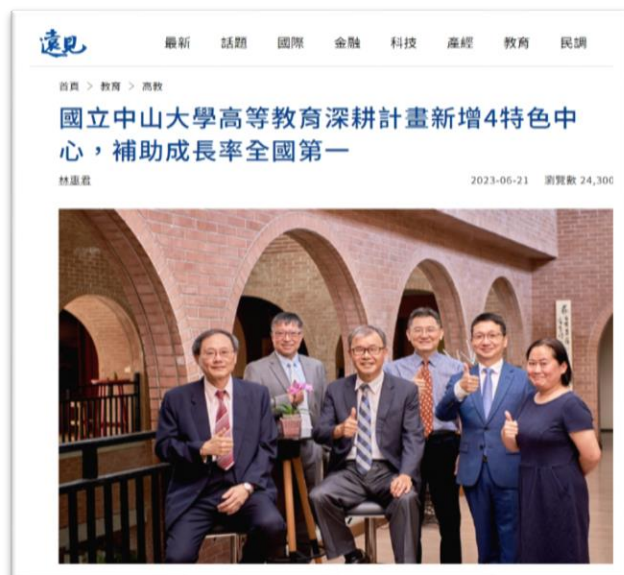 遠見
最新 話題 國際 金融 科技 產經 教育 民調
首頁 > 教育 > 高教
國立中山大學高等教育深耕計畫新增4特色中
心，補助成長率全國第一
2023-06-21 瀏覽數 24,300